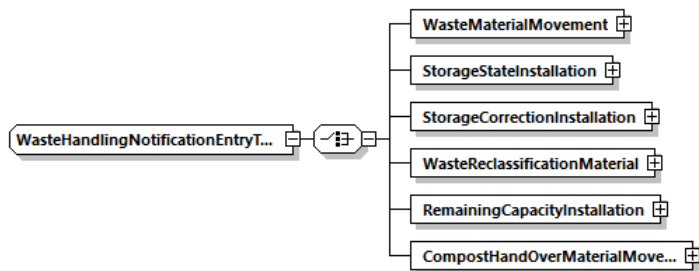 WasteMaterialMovement
StorageStateInstallation
StorageCorrectionInstallation
WasteHandlingNotificationEntryT...
WasteReclassificationMaterial
RemainingCapacityInstallation
CompostHandOverMaterialMove...